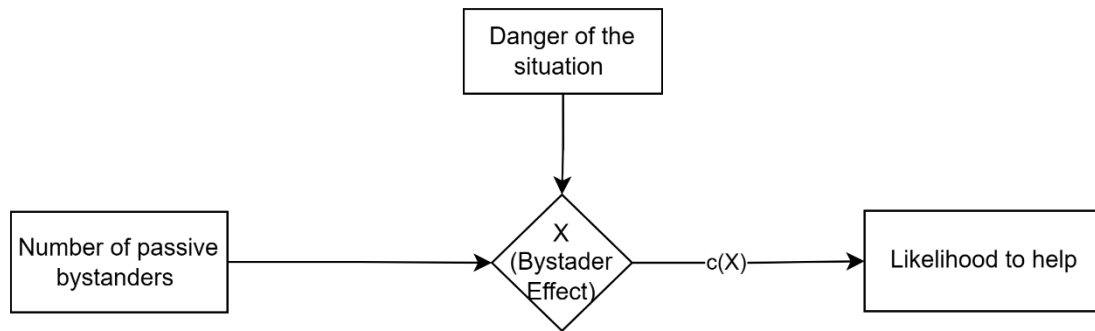 Danger of the
situation
Number of passive
bystanders
X
(Bystader
Effect)
c(X)
Likelihood to help